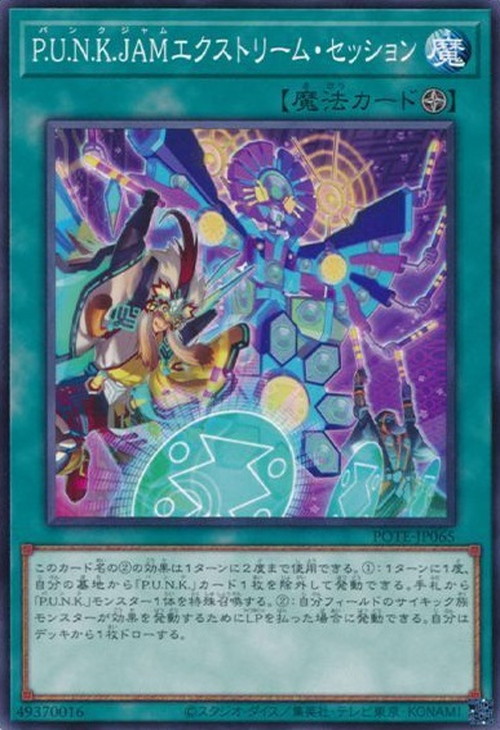 パンクジャム
P.U.N.K.JAMエクストリーム・セッション 魔
まほう
【魔法カード】
POTE-JP065
このカード名の②の効果は1ターンに2度まで使用できる。①:1ターンに1度、
自分の墓地から「P.U.N.K.」カード1枚を除外して発動できる。手札から
「P.U.N.K.」モンスター1体を特殊召喚する。②:自分フィールドのサイキック族
モンスターが効果を発動するためにLPを払った場合に発動できる。自分は
デッキから1枚ドローする。
49370016 ©スタジオ・ダイス/集英社・テレビ東京・KONAMI